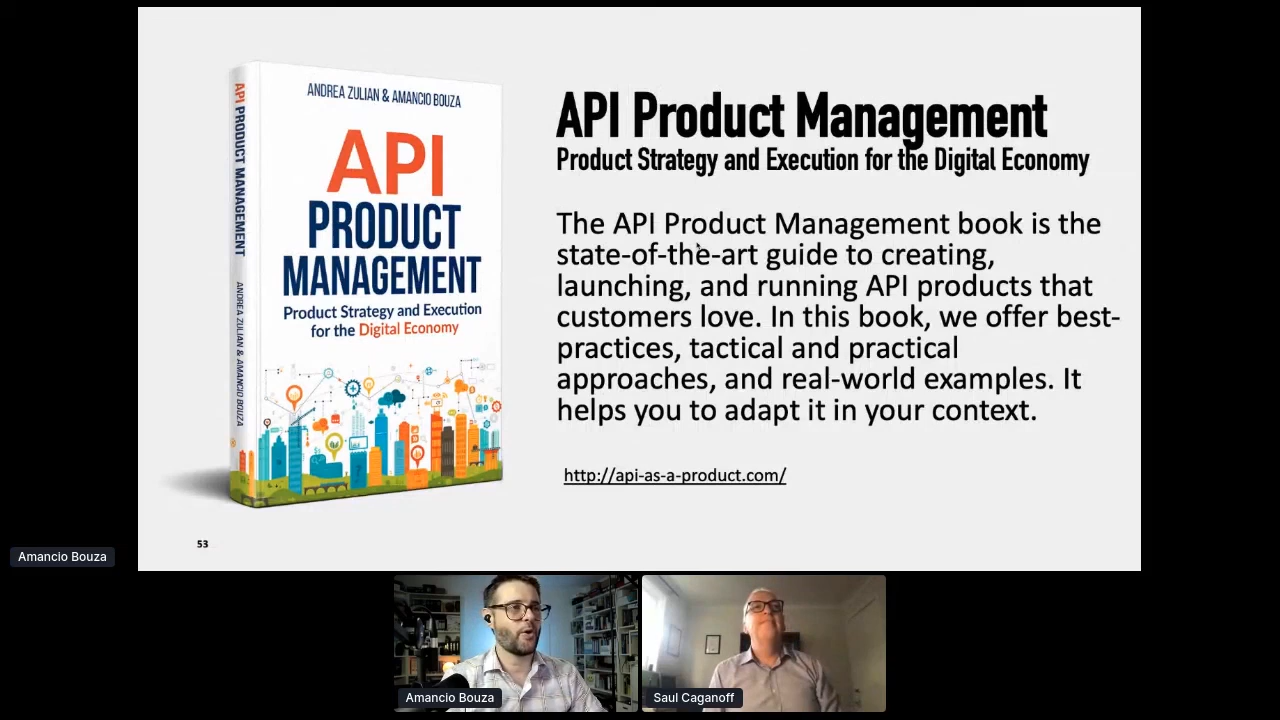 ANDREA ZULIAN & AMANCIO BOUZA
API
PRODUCT
MANAGEMENT
Product Strategy and Execution
for the Digital Economy
API PRODUCT MANAGEMENT
ANDREA ZULIAN & AMANCIO BOUZA
API Product Management
Product Strategy and Execution for the Digital Economy
The API Product Management book is the
state-of-the-art guide to creating,
launching, and running API products that
customers love. In this book, we offer best-
practices, tactical and practical
approaches, and real-world examples. It
helps you to adapt it in your context.
http://api-as-a-product.com/
53
Amancio Bouza
Amancio Bouza
Saul Caganoff